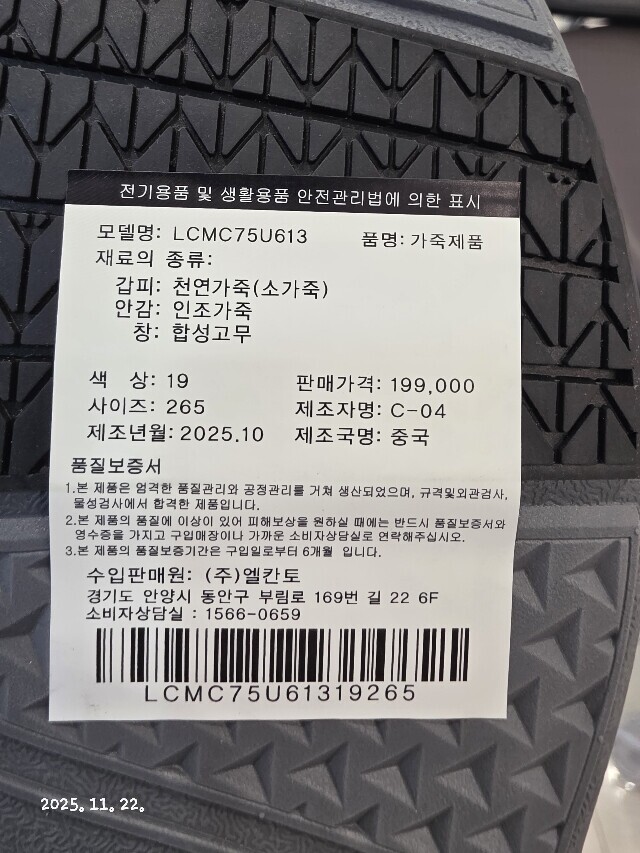 전기용품 및 생활용품 안전관리법에 의한 표시
모델명: LCMC75U613 품명: 가죽제품
재료의 종류:
갑피: 천연가죽(소가죽)
안감: 인조가죽
창: 합성고무
색 상: 19 판매가격: 199,000
사이즈: 265 제조자명: C-04
제조년월: 2025.10 제조국명: 중국
품질보증서
1.본 제품은 엄격한 품질관리와 공정관리를 거쳐 생산되었으며, 규격및외관검사,
물성검사에서 합격한 제품입니다.
2.본 제품의 품질에 이상이 있어 피해보상을 원하실 때에는 반드시 품질보증서와
영수증을 가지고 구입매장이나 가까운 소비자상담실로 연락해주십시오.
3.본 제품의 품질보증기간은 구입일로부터 6개월 입니다.
수입판매원: (주)엘칸토
경기도 안양시 동안구 부림로 169번 길 22 6F
소비자상담실 : 1566-0659
LCMC75U61319265
2025. 11. 22.